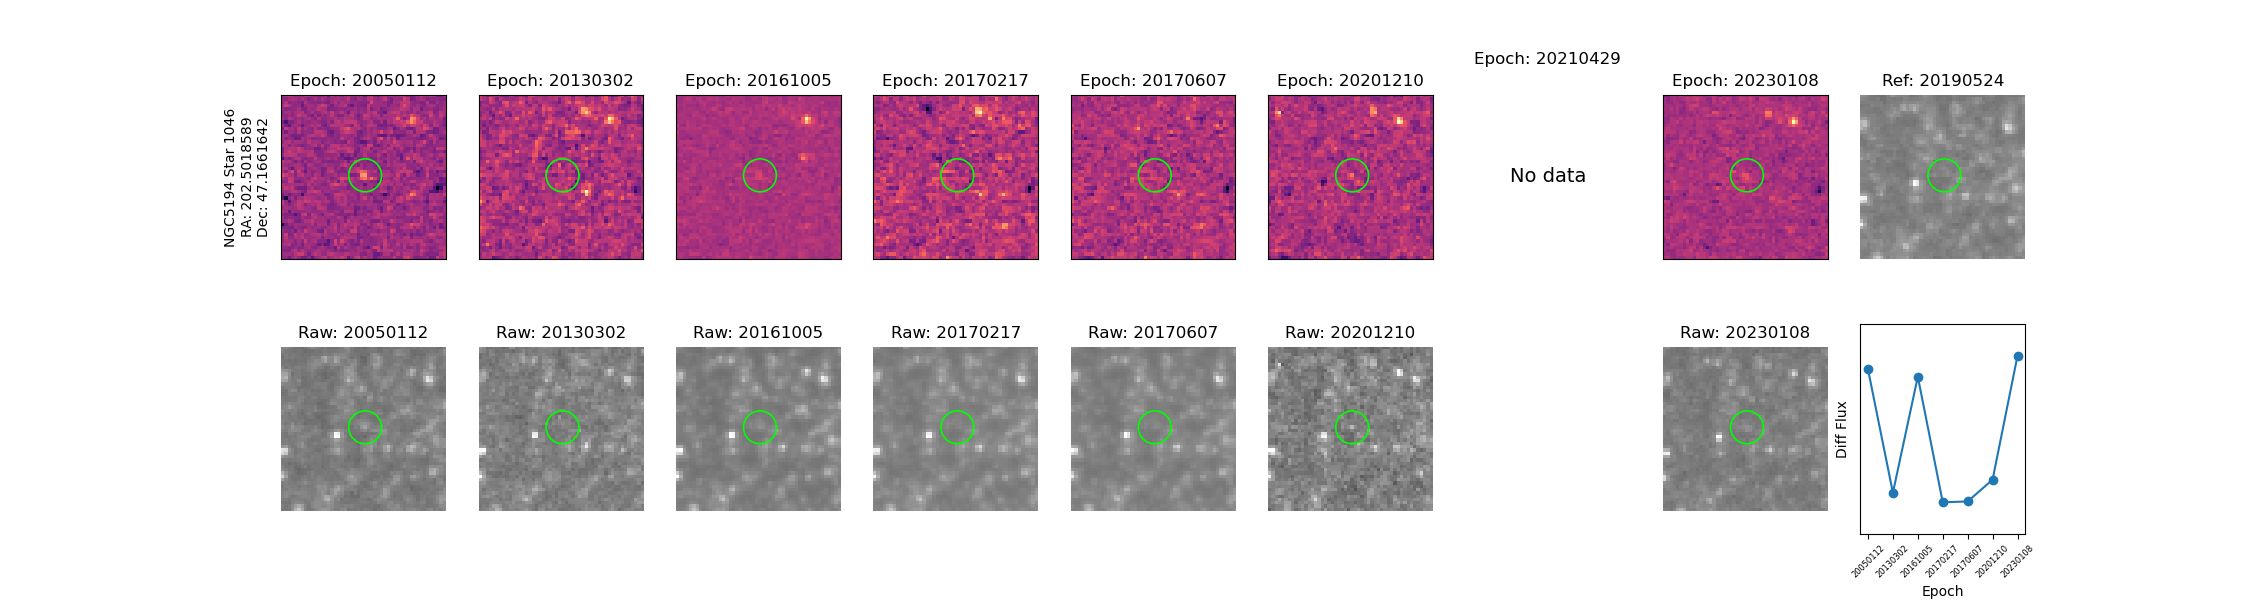 NGC5194 Star 1046
RA: 202.5018589
Dec: 47.1661642
Epoch: 20050112
Epoch: 20130302
Epoch: 20161005
Epoch: 20170217
Epoch: 20170607
Epoch: 20201210
Epoch: 20210429
No data
Epoch: 20230108
Ref: 20190524
Raw: 20050112
Raw: 20130302
Raw: 20161005
Raw: 20170217
Raw: 20170607
Raw: 20201210
Raw: 20230108
Diff Flux
20050112
20130302
20161005
20170217
20170607
20201210
20230108
Epoch